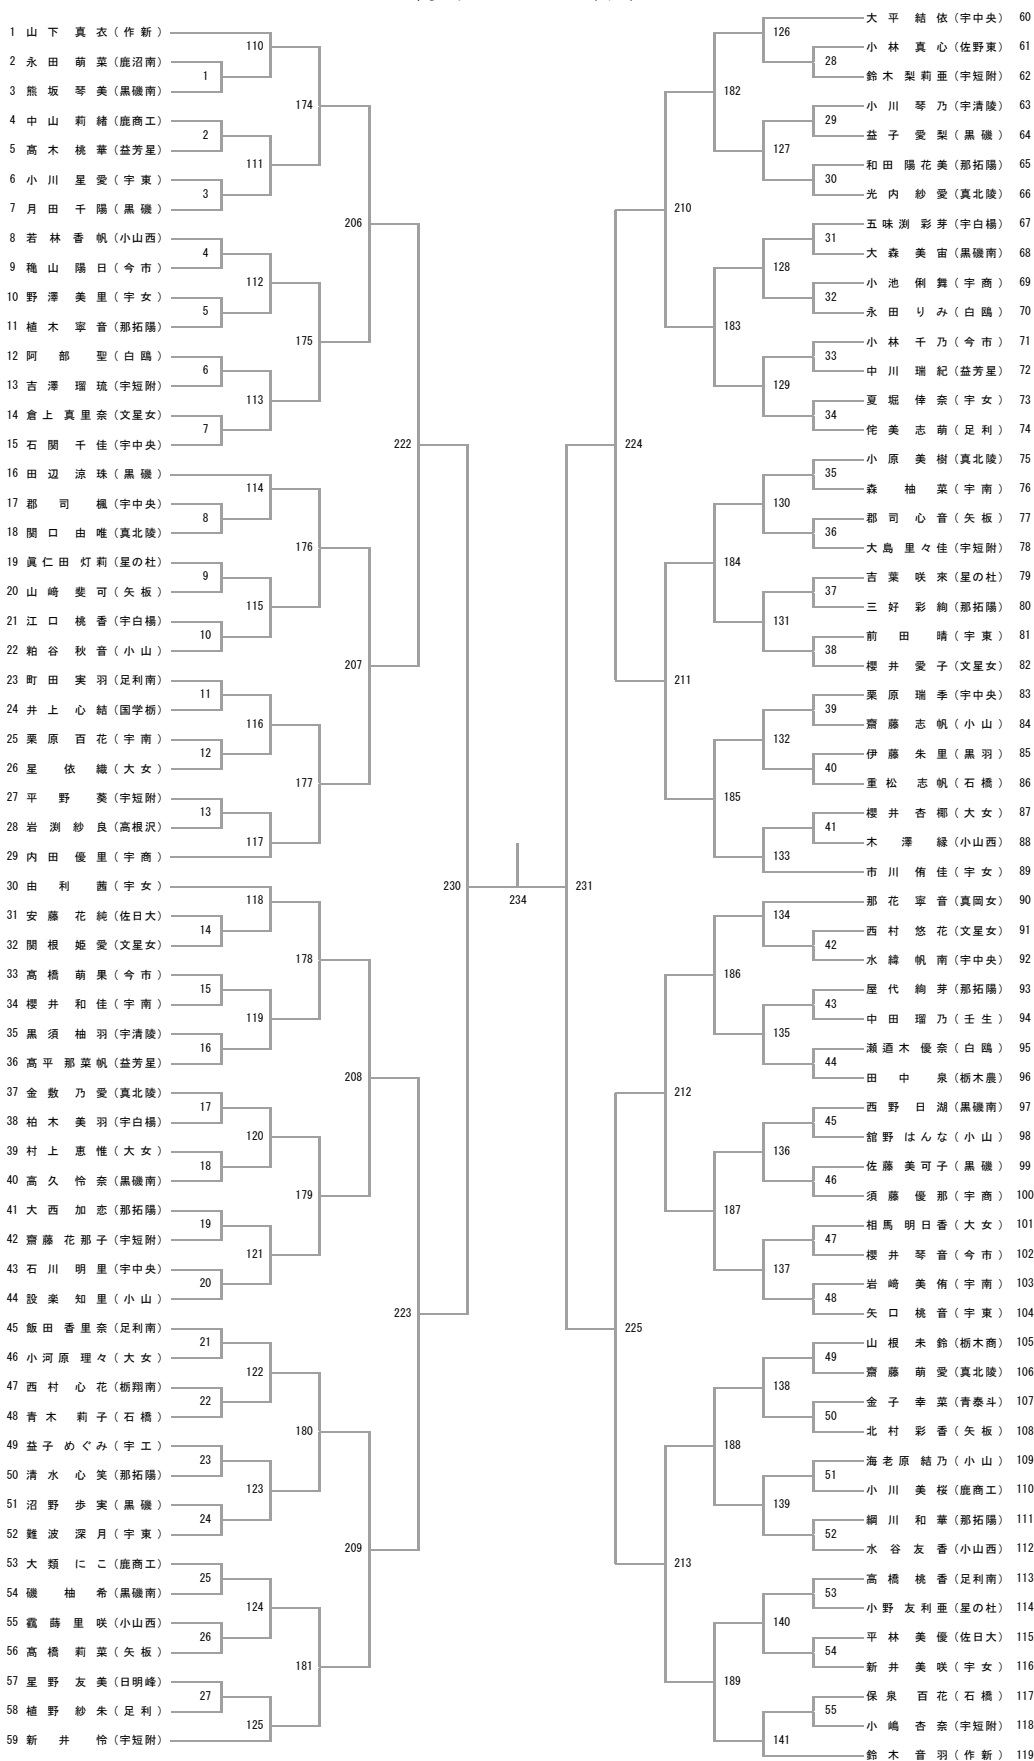 1 山下 真衣 (作新)
2 永田 萌菜 (鹿沼南)
3 熊坂 琴美 (黒磯南)
4 中山 莉緒 (鹿商工)
5 髙木 桃華 (益芳星)
6 小川 星愛 (宇東)
7 月田 千陽 (黒磯)
8 若林 香帆 (小山西)
9 穐山 陽日 (今市)
10 野澤 美里 (宇女)
11 植木 寧音 (那拓陽)
12 阿部 聖 (白鴎)
13 吉澤 瑠琉 (宇短附)
14 倉上 真里奈 (文星女)
15 石関 千佳 (宇中央)
16 田辺 涼珠 (黒磯)
17 郡司 楓 (宇中央)
18 関口 由唯 (真北陵)
19 眞仁田 灯莉 (星の杜)
20 山﨑 斐可 (矢板)
21 江口 桃香 (宇白楊)
22 粕谷 秋音 (小山)
23 町田 実羽 (足利南)
24 井上 心結 (国学栃)
25 栗原 百花 (宇南)
26 星 依織 (大女)
27 平野 葵 (宇短附)
28 岩渕 紗良 (高根沢)
29 内田 優里 (宇商)
30 由利 茜 (宇女)
31 安藤 花純 (佐日大)
32 関根 姫愛 (文星女)
33 高橋 萌果 (今市)
34 櫻井 和佳 (宇南)
35 黒須 柚羽 (宇清陵)
36 髙平 那菜帆 (益芳星)
37 金敷 乃愛 (真北陵)
38 柏木 美羽 (宇白楊)
39 村上 恵惟 (大女)
40 高久 怜奈 (黒磯南)
41 大西 加恋 (那拓陽)
42 齋藤 花那子 (宇短附)
43 石川 明里 (宇中央)
44 設楽 知里 (小山)
45 飯田 香里奈 (足利南)
46 小河原 理々 (大女)
47 西村 心花 (栃翔南)
48 青木 莉子 (石橋)
49 益子 めぐみ (宇工)
50 清水 心笑 (那拓陽)
51 沼野 歩実 (黒磯)
52 難波 深月 (宇東)
53 大類 にこ (鹿商工)
54 磯 柚希 (黒磯南)
55 蒔里咲 (小山西)
56 高橋 莉菜 (矢板)
57 星野 友美 (日明峰)
58 植野 紗朱 (足利)
59 新井 怜 (宇短附)
1
2
3
4
5
6
7
8
9
10
11
12
13
14
15
16
17
18
19
20
21
22
23
24
25
26
27
110
111
112
113
114
115
116
117
118
119
120
121
122
123
124
125
174
175
176
177
178
179
180
181
206
207
208
209
222
223
230
234
231
224
225
210
211
212
213
182
183
184
185
186
187
188
189
126
127
128
129
130
131
132
133
134
135
136
137
138
139
140
141
28
29
30
31
32
33
34
35
36
37
38
39
40
41
42
43
44
45
46
47
48
49
50
51
52
53
54
55
大平 結依 (宇中央) 60
小林 真心 (佐野東) 61
鈴木 梨莉亜 (宇短附) 62
小川 琴乃 (宇清陵) 63
益子 愛梨 (黒磯) 64
和田 陽花美 (那拓陽) 65
光内 紗愛 (真北陵) 66
五味渕 彩芽 (宇白楊) 67
大森 美宙 (黒磯南) 68
小池 俐舞 (宇商) 69
永田 りみ (白鴎) 70
小林 千乃 (今市) 71
中川 瑞紀 (益芳星) 72
夏堀 倖奈 (宇女) 73
侘美 志萌 (足利) 74
小原 美樹 (真北陵) 75
森 柚菜 (宇南) 76
郡司 心音 (矢板) 77
大島 里々佳 (宇短附) 78
吉葉 咲來 (星の杜) 79
三好 彩絢 (那拓陽) 80
前田 晴 (宇東) 81
櫻井 愛子 (文星女) 82
栗原 瑞季 (宇中央) 83
齋藤 志帆 (小山) 84
伊藤 朱里 (黒羽) 85
重松 志帆 (石橋) 86
櫻井 杏椰 (大女) 87
木澤 縁 (小山西) 88
市川 侑佳 (宇女) 89
那花 寧音 (真岡女) 90
西村 悠花 (文星女) 91
水緯 帆南 (宇中央) 92
屋代 絢芽 (那拓陽) 93
中田 瑠乃 (壬生) 94
瀬迺木 優奈 (白鴎) 95
田中 泉 (栃木農) 96
西野 日湖 (黒磯南) 97
舘野 はんな (小山) 98
佐藤 美可子 (黒磯) 99
須藤 優那 (宇商) 100
相馬 明日香 (大女) 101
櫻井 琴音 (今市) 102
岩﨑 美侑 (宇南) 103
矢口 桃音 (宇東) 104
山根 未鈴 (栃木商) 105
齋藤 萌愛 (真北陵) 106
金子 幸菜 (青泰斗) 107
北村 彩香 (矢板) 108
海老原 結乃 (小山) 109
小川 美桜 (鹿商工) 110
綱川 和華 (那拓陽) 111
水谷 友香 (小山西) 112
高橋 桃香 (足利南) 113
小野 友利亜 (星の杜) 114
平林 美優 (佐日大) 115
新井 美咲 (宇女) 116
保泉 百花 (石橋) 117
小嶋 杏奈 (宇短附) 118
鈴木 音羽 (作新) 119